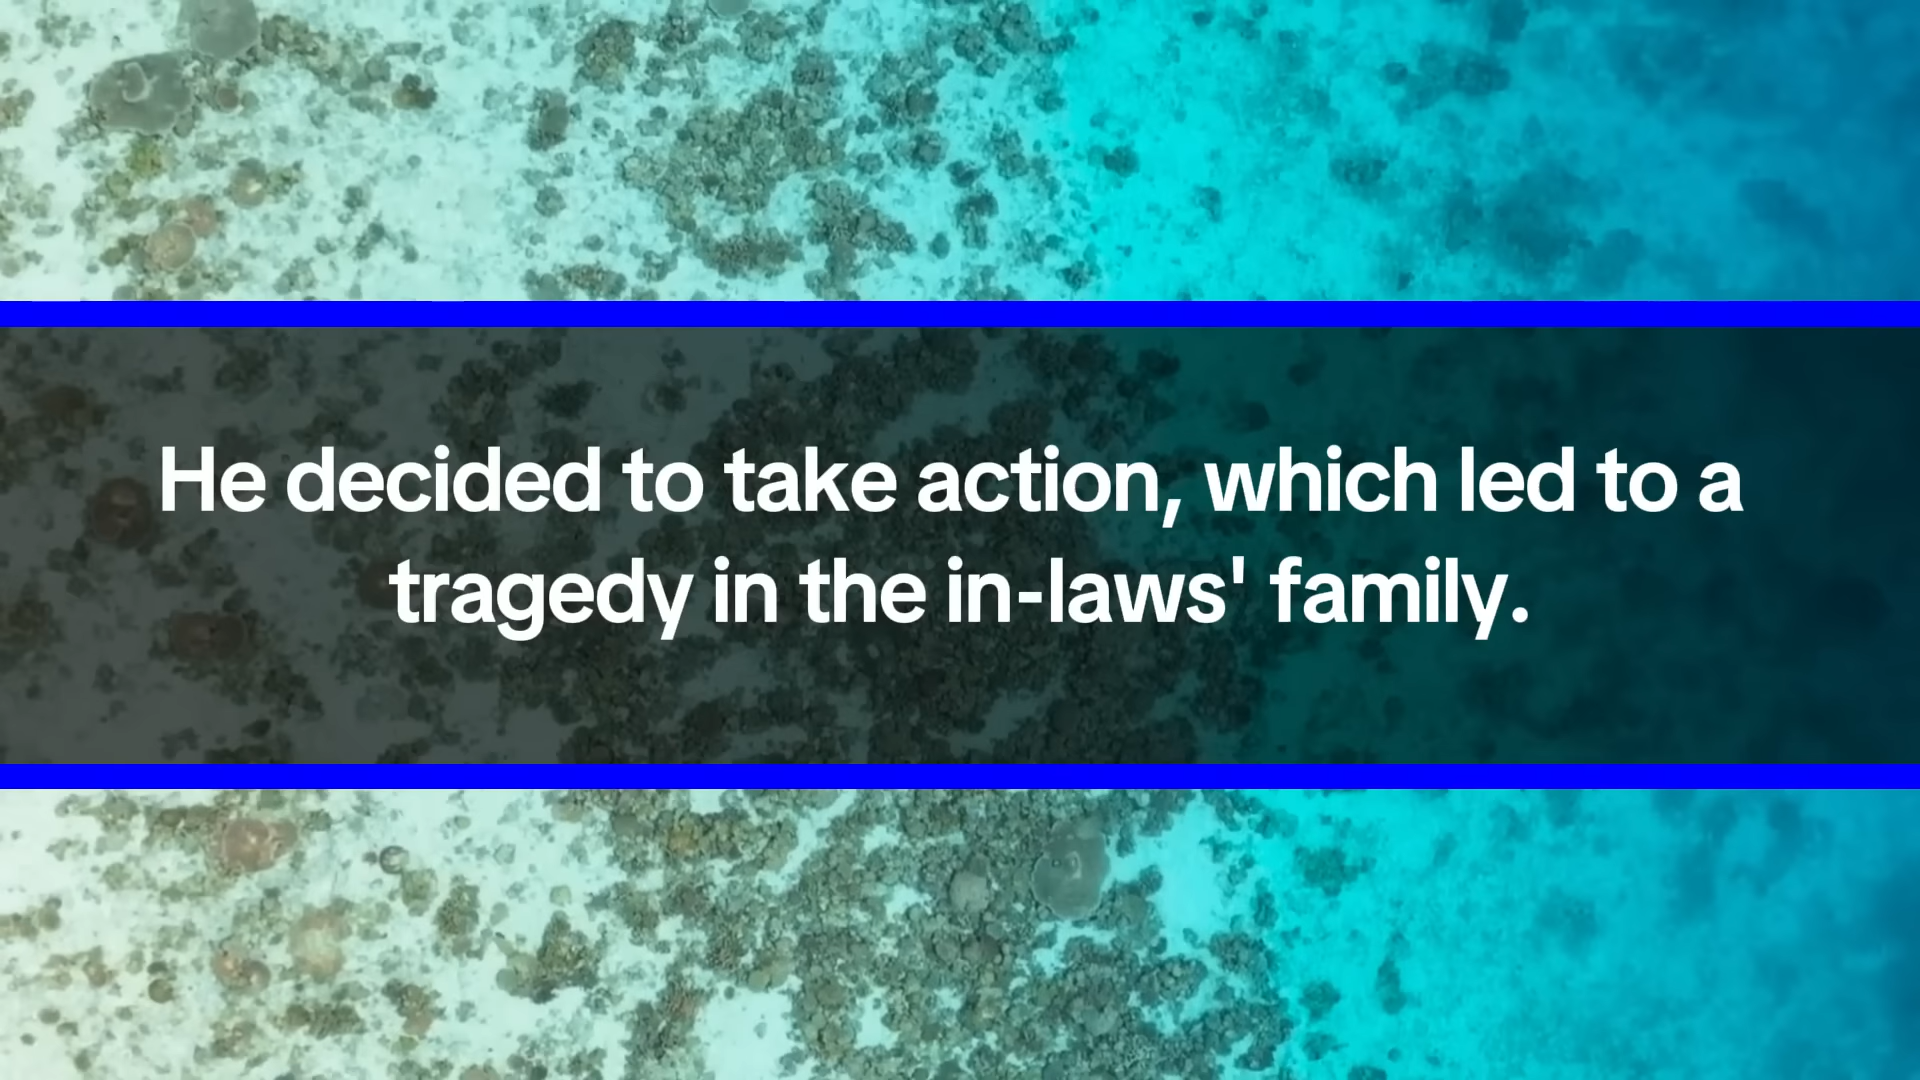 He decided to take action, which led to a
tragedy in the in-laws' family.